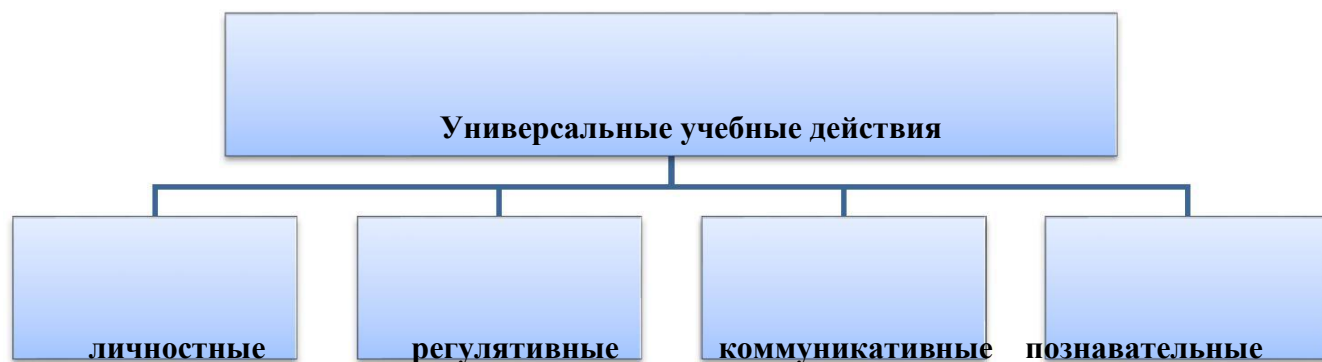 Универсальные учебные действия
личностные регулятивные коммуникативные познавательные